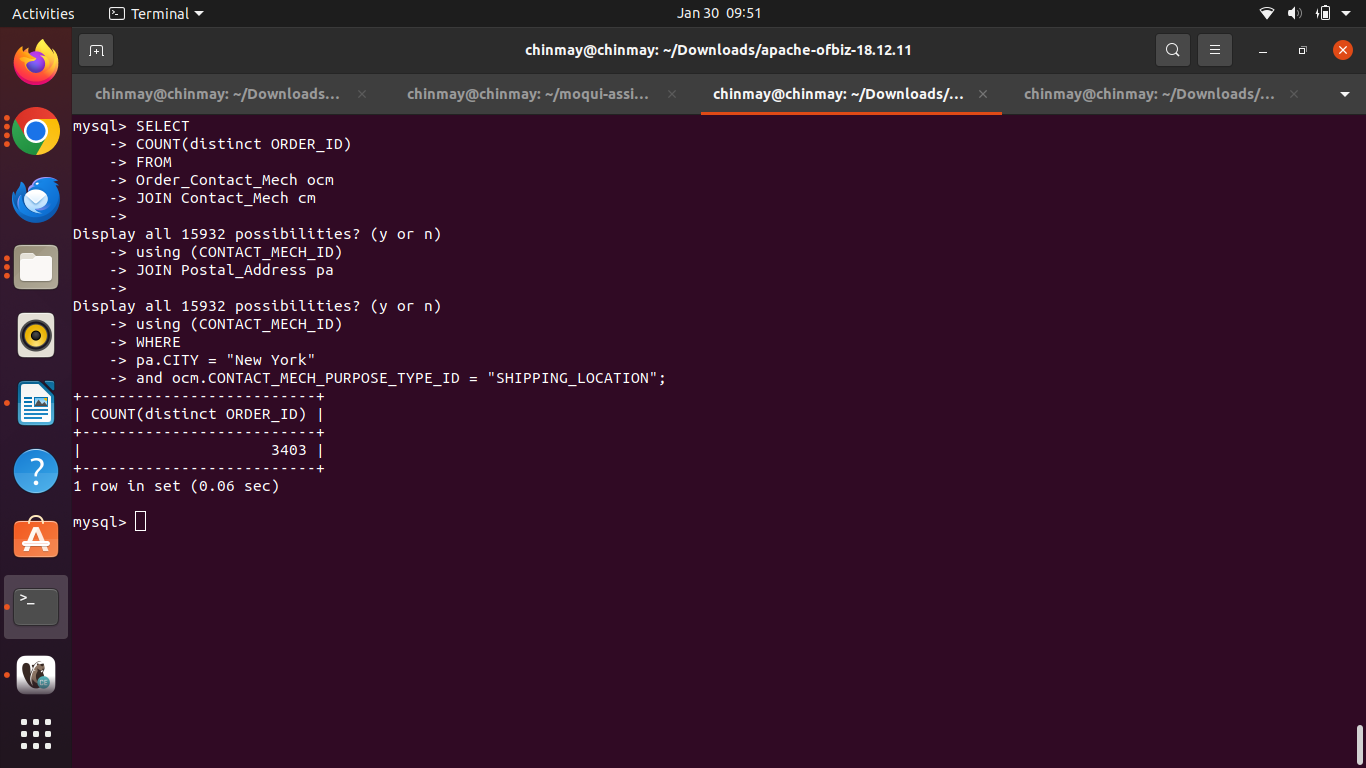 Activities
Terminal
Jan 30 09:51
chinmay@chinmay: ~/Downloads/apache-ofbiz-18.12.11
chinmay@chinmay: ~/Downloads...
chinmay@chinmay: ~/moqui-assi...
chinmay@chinmay: ~/Downloads/...
chinmay@chinmay: ~/Downloads/...
mysql> SELECT
    -> COUNT(distinct ORDER_ID)
    -> FROM
    -> Order_Contact_Mech ocm
    -> JOIN Contact_Mech cm
    ->
Display all 15932 possibilities? (y or n)
    -> using (CONTACT_MECH_ID)
    -> JOIN Postal_Address pa
    ->
Display all 15932 possibilities? (y or n)
    -> using (CONTACT_MECH_ID)
    -> WHERE
    -> pa.CITY = "New York"
    -> and ocm.CONTACT_MECH_PURPOSE_TYPE_ID = "SHIPPING_LOCATION";
+--------------------------+
| COUNT(distinct ORDER_ID) |
+--------------------------+
|                     3403 |
+--------------------------+
1 row in set (0.06 sec)
mysql>